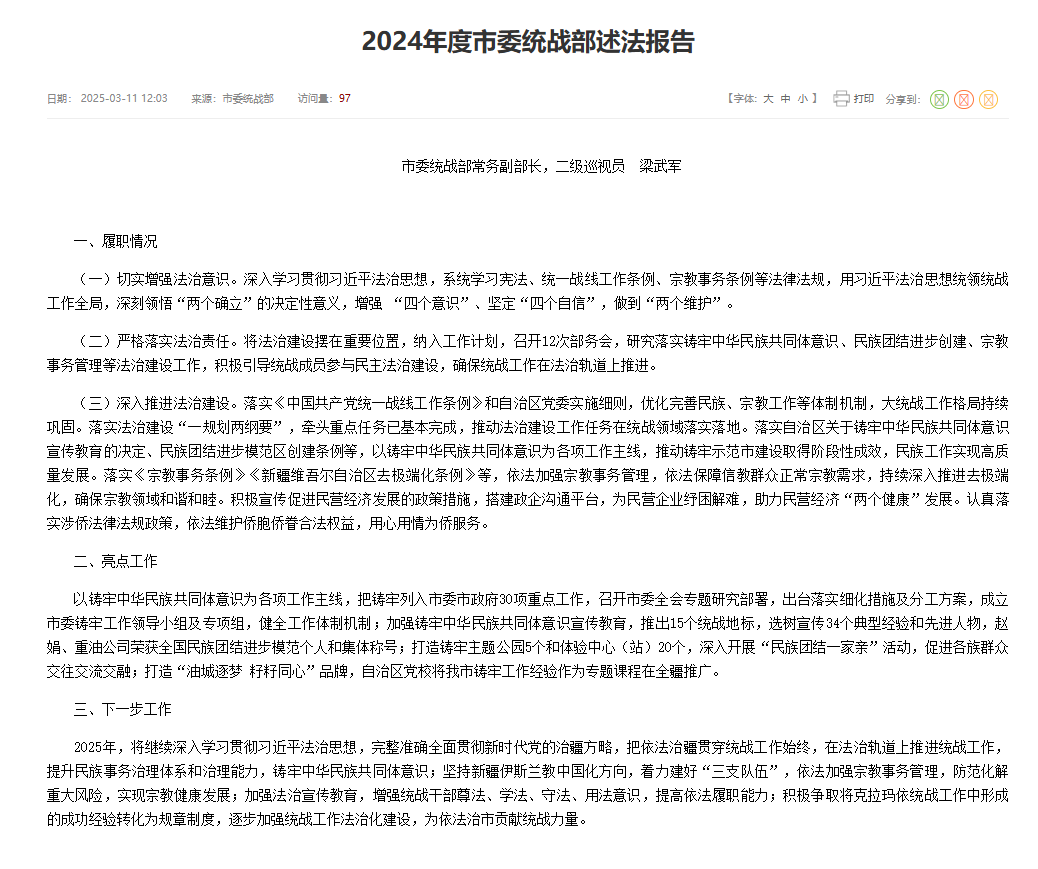 2024年度市委统战部述法报告
日期： 2025-03-11 12:03 来源：市委统战部 访问量：97 【字体：大 中 小 】 打印 分享到：
市委统战部常务副部长，二级巡视员 梁武军
一、履职情况
（一）切实增强法治意识。深入学习贯彻习近平法治思想，系统学习宪法、统一战线工作条例、宗教事务条例等法律法规，用习近平法治思想统领统战
工作全局，深刻领悟“两个确立”的决定性意义，增强 “四个意识”、坚定“四个自信”，做到“两个维护”。
（二）严格落实法治责任。将法治建设摆在重要位置，纳入工作计划，召开12次部务会，研究落实铸牢中华民族共同体意识、民族团结进步创建、宗教
事务管理等法治建设工作，积极引导统战成员参与民主法治建设，确保统战工作在法治轨道上推进。
（三）深入推进法治建设。落实《中国共产党统一战线工作条例》和自治区党委实施细则，优化完善民族、宗教工作等体制机制，大统战工作格局持续
巩固。落实法治建设“一规划两纲要”，牵头重点任务已基本完成，推动法治建设工作任务在统战领域落实落地。落实自治区关于铸牢中华民族共同体意识
宣传教育的决定、民族团结进步模范区创建条例等，以铸牢中华民族共同体意识为各项工作主线，推动铸牢示范市建设取得阶段性成效，民族工作实现高质
量发展。落实《宗教事务条例》《新疆维吾尔自治区去极端化条例》等，依法加强宗教事务管理，依法保障信教群众正常宗教需求，持续深入推进去极端
化，确保宗教领域和谐和睦。积极宣传促进民营经济发展的政策措施，搭建政企沟通平台，为民营企业纾困解难，助力民营经济“两个健康”发展。认真落
实涉侨法律法规政策，依法维护侨胞侨眷合法权益，用心用情为侨服务。
二、亮点工作
以铸牢中华民族共同体意识为各项工作主线，把铸牢列入市委市政府30项重点工作，召开市委全会专题研究部署，出台落实细化措施及分工方案，成立
市委铸牢工作领导小组及专项组，健全工作体制机制；加强铸牢中华民族共同体意识宣传教育，推出15个统战地标，选树宣传34个典型经验和先进人物，赵
娟、重油公司荣获全国民族团结进步模范个人和集体称号；打造铸牢主题公园5个和体验中心（站）20个，深入开展“民族团结一家亲”活动，促进各族群众
交往交流交融；打造“油城逐梦 籽籽同心”品牌，自治区党校将我市铸牢工作经验作为专题课程在全疆推广。
三、下一步工作
2025年，将继续深入学习贯彻习近平法治思想，完整准确全面贯彻新时代党的治疆方略，把依法治疆贯穿统战工作始终，在法治轨道上推进统战工作，
提升民族事务治理体系和治理能力，铸牢中华民族共同体意识；坚持新疆伊斯兰教中国化方向，着力建好“三支队伍”，依法加强宗教事务管理，防范化解
重大风险，实现宗教健康发展；加强法治宣传教育，增强统战干部尊法、学法、守法、用法意识，提高依法履职能力；积极争取将克拉玛依统战工作中形成
的成功经验转化为规章制度，逐步加强统战工作法治化建设，为依法治市贡献统战力量。